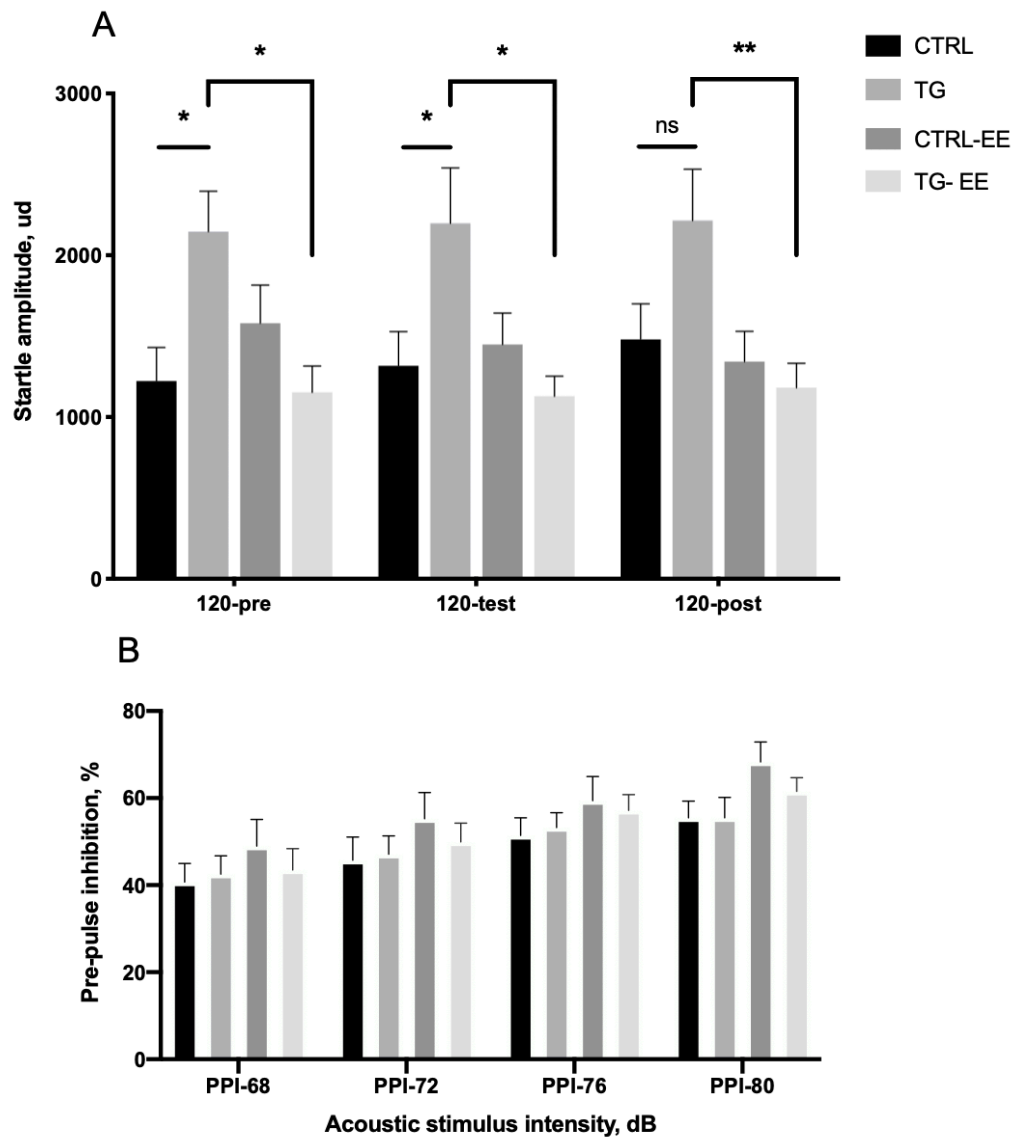 A
* * **
* * ns
CTRL
TG
CTRL-EE
TG- EE
3000
2000
1000
0
Startle amplitude, ud
120-pre 120-test 120-post
B
80
60
40
20
0
Pre-pulse inhibition, %
PPI-68 PPI-72 PPI-76 PPI-80
Acoustic stimulus intensity, dB